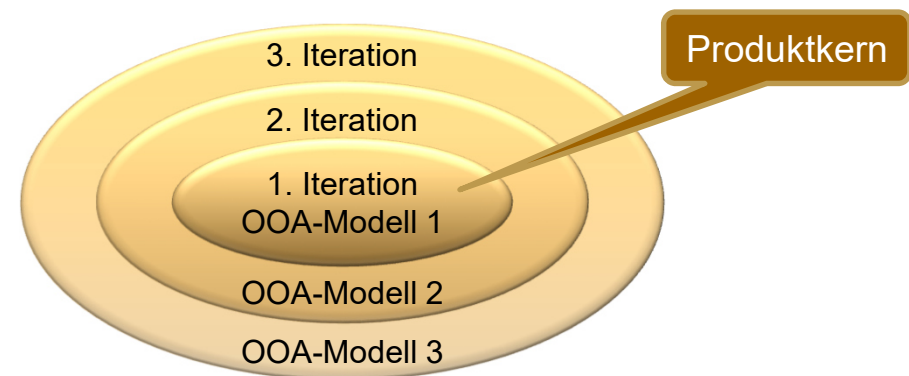 3. Iteration
Produktkern
2. Iteration
1. Iteration
OOA-Modell 1
OOA-Modell 2
OOA-Modell 3